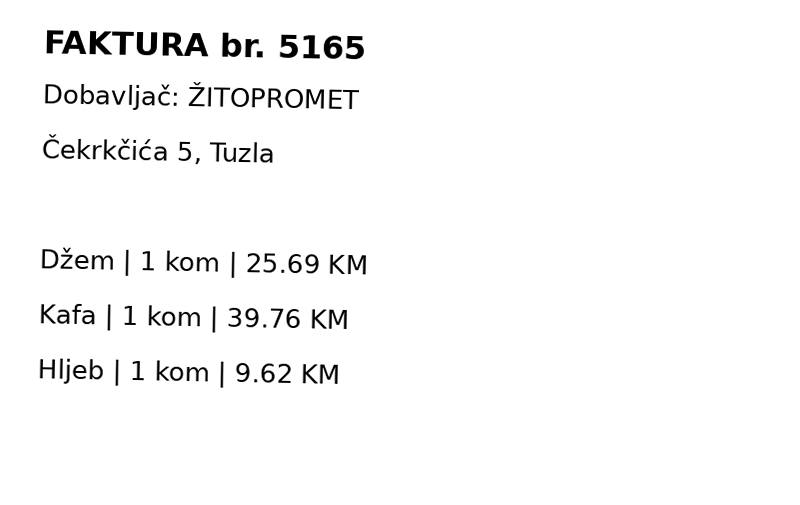 FAKTURA br. 5165
Dobavljač: ŽITOPROMET
Čekrkčića 5, Tuzla
Džem | 1 kom | 25.69 KM
Kafa | 1 kom | 39.76 KM
Hljeb | 1 kom | 9.62 KM